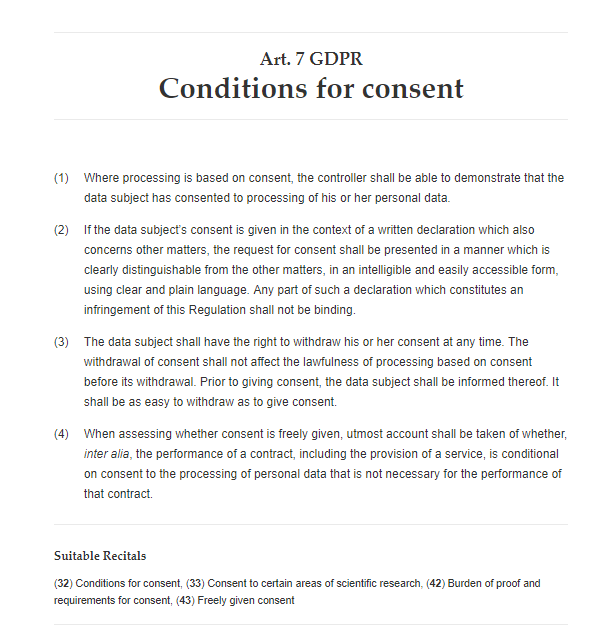 Art. 7 GDPR
Conditions for consent
(1) Where processing is based on consent, the controller shall be able to demonstrate that the
data subject has consented to processing of his or her personal data.
(2) If the data subject's consent is given in the context of a written declaration which also
concerns other matters, the request for consent shall be presented in a manner which is
clearly distinguishable from the other matters, in an intelligible and easily accessible form,
using clear and plain language. Any part of such a declaration which constitutes an
infringement of this Regulation shall not be binding.
(3) The data subject shall have the right to withdraw his or her consent at any time. The
withdrawal of consent shall not affect the lawfulness of processing based on consent
before its withdrawal. Prior to giving consent, the data subject shall be informed thereof. It
shall be as easy to withdraw as to give consent.
(4) When assessing whether consent is freely given, utmost account shall be taken of whether,
inter alia, the performance of a contract, including the provision of a service, is conditional
on consent to the processing of personal data that is not necessary for the performance of
that contract.
Suitable Recitals
(32) Conditions for consent, (33) Consent to certain areas of scientific research, (42) Burden of proof and
requirements for consent, (43) Freely given consent